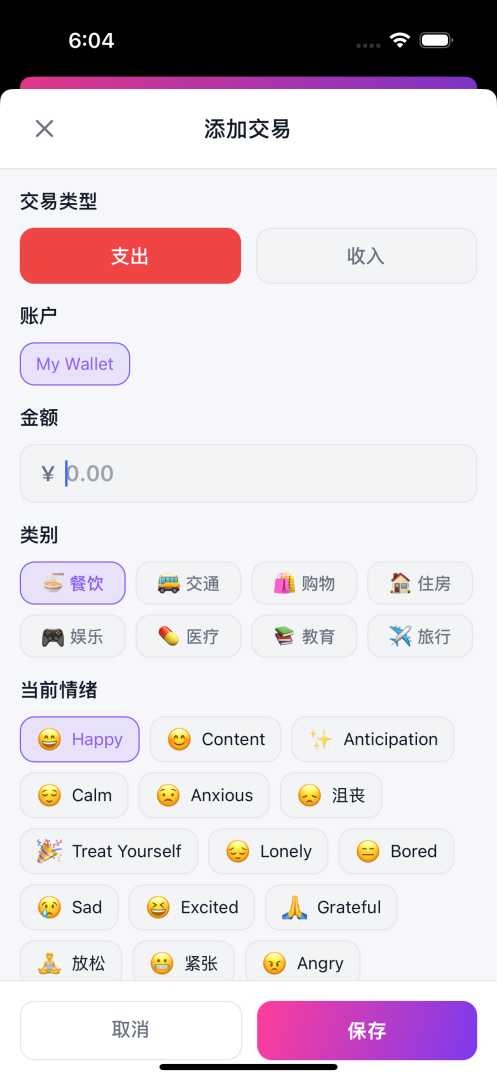 6:04
添加交易
交易类型
支出 收入
账户
My Wallet
金额
¥ 0.00
类别
餐饮 交通 购物 住房
娱乐 医疗 教育 旅行
当前情绪
Happy Content Anticipation
Calm Anxious 沮丧
Treat Yourself Lonely Bored
Sad Excited Grateful
放松 紧张 Angry
取消 保存